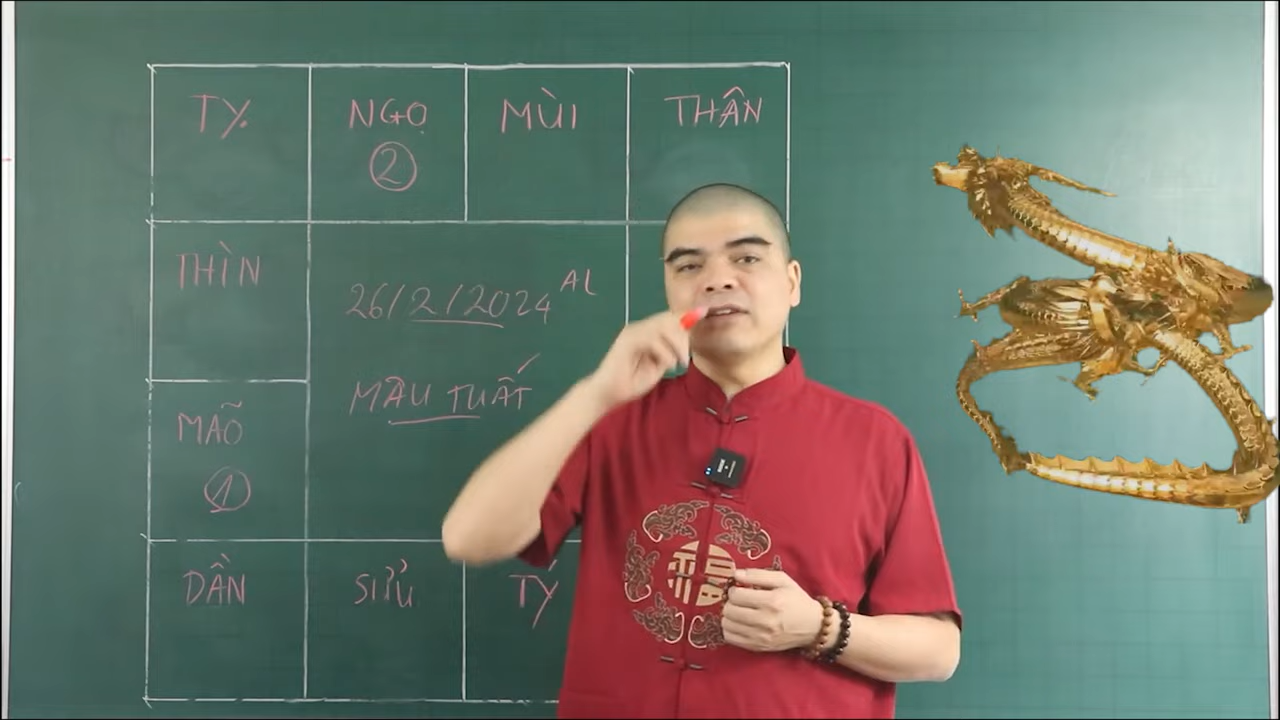 TỴ
NGỌ
MÙI
THÂN
②
THÌN
26/2/2024 AL
MẬU TUẤT
MÃO
①
DẦN
SỬU
TÝ